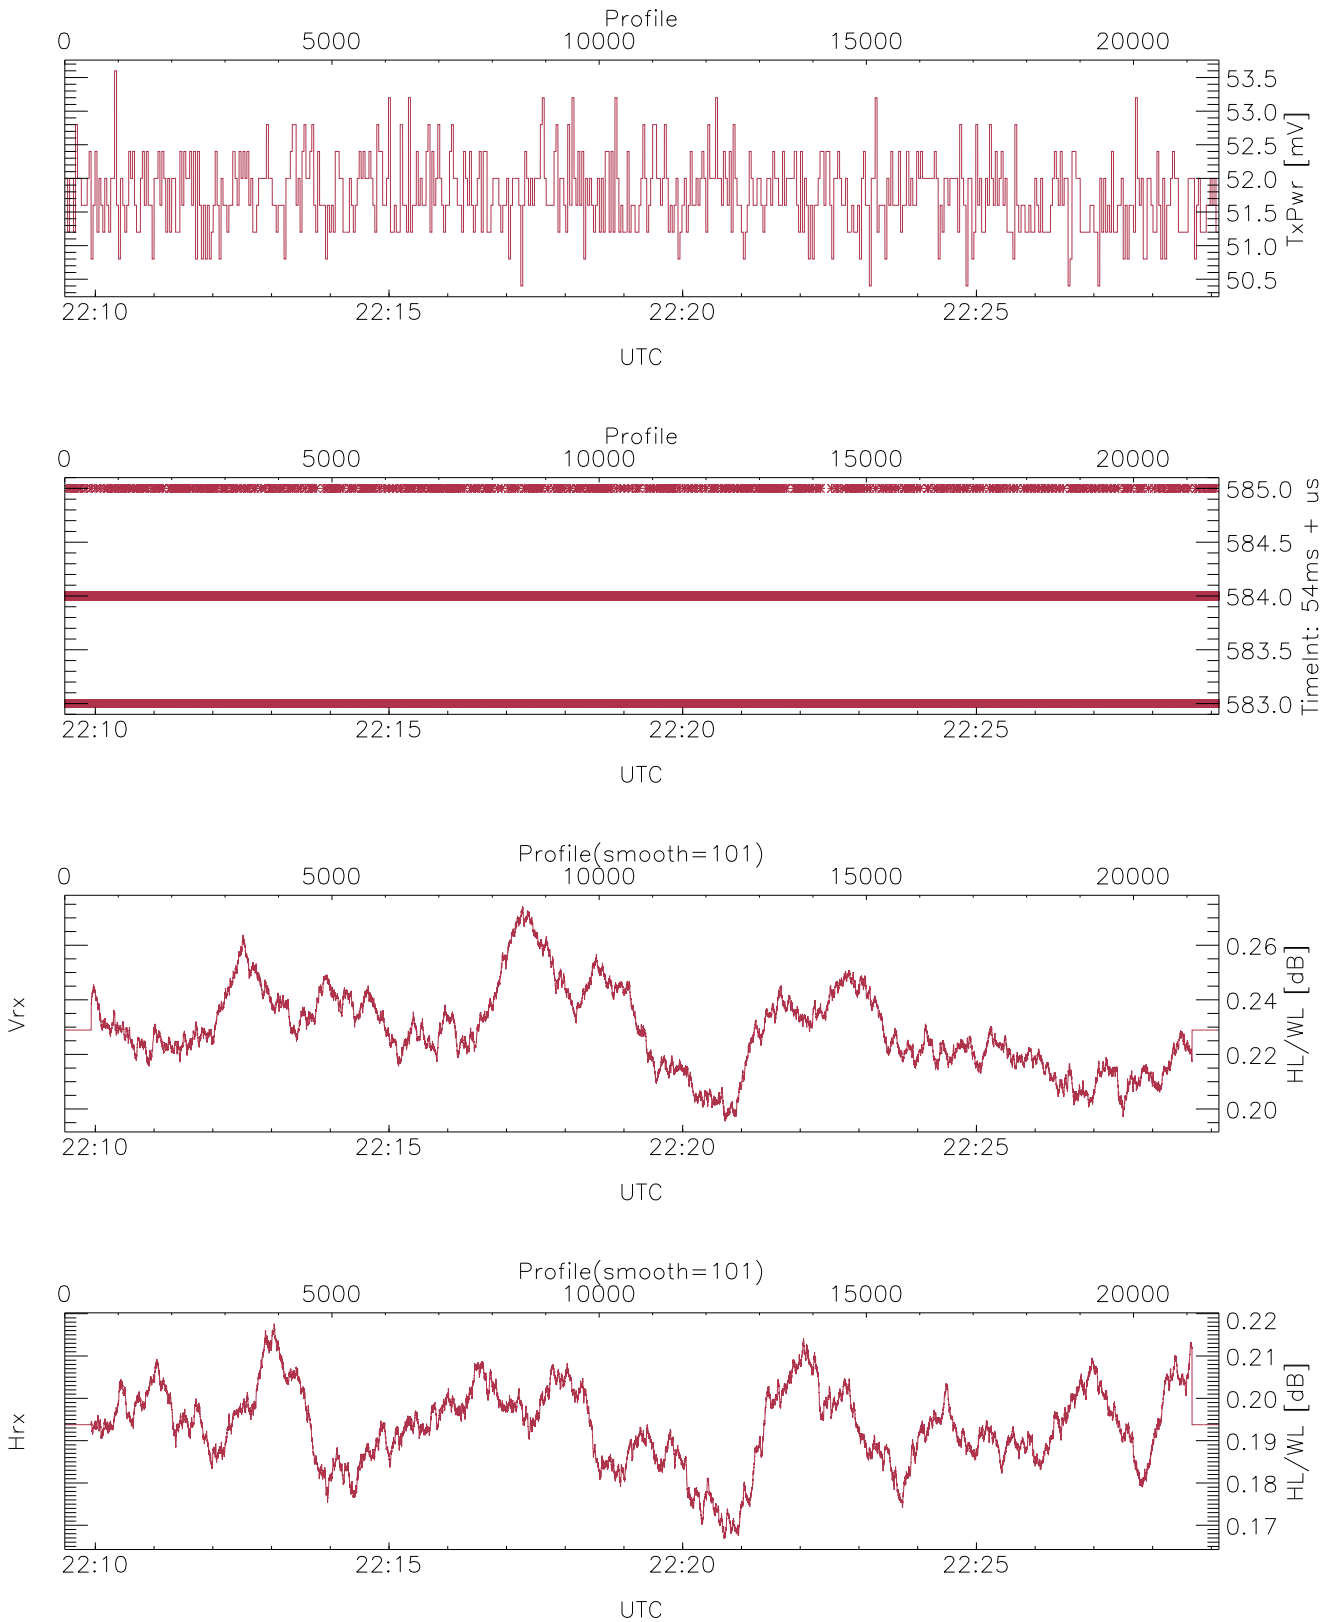 Profile
0 5000 10000 15000 20000
53.5
53.0
52.5
52.0
51.5
51.0
50.5
TxPwr [mV]
22:10 22:15 22:20 22:25
UTC
Profile
0 5000 10000 15000 20000
585.0
584.5
584.0
583.5
583.0
TimeInt: 54ms + us
22:10 22:15 22:20 22:25
UTC
Profile(smooth=101)
0 5000 10000 15000 20000
Vrx
0.26
0.24
0.22
0.20
HL/WL [dB]
22:10 22:15 22:20 22:25
UTC
Profile(smooth=101)
0 5000 10000 15000 20000
Hrx
0.22
0.21
0.20
0.19
0.18
0.17
HL/WL [dB]
22:10 22:15 22:20 22:25
UTC